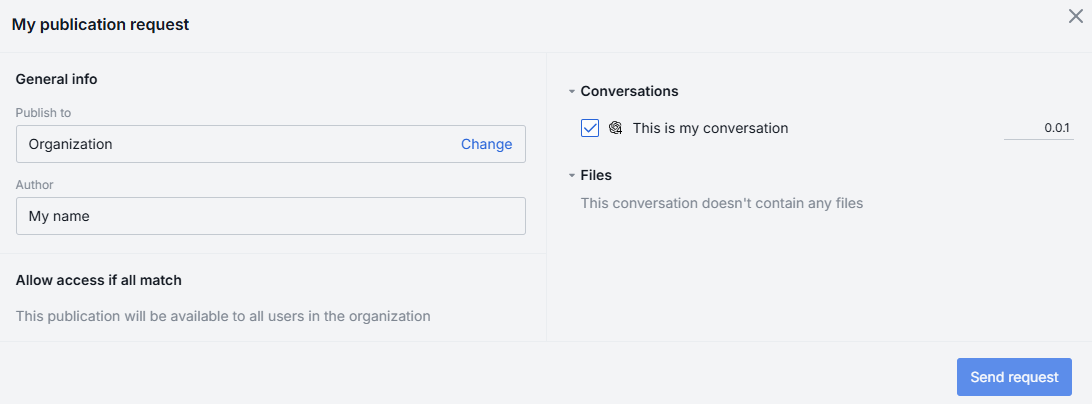 My publication request
General info
Publish to
Organization Change
Author
My name
Allow access if all match
This publication will be available to all users in the organization
Conversations
This is my conversation 0.0.1
Files
This conversation doesn't contain any files
Send request